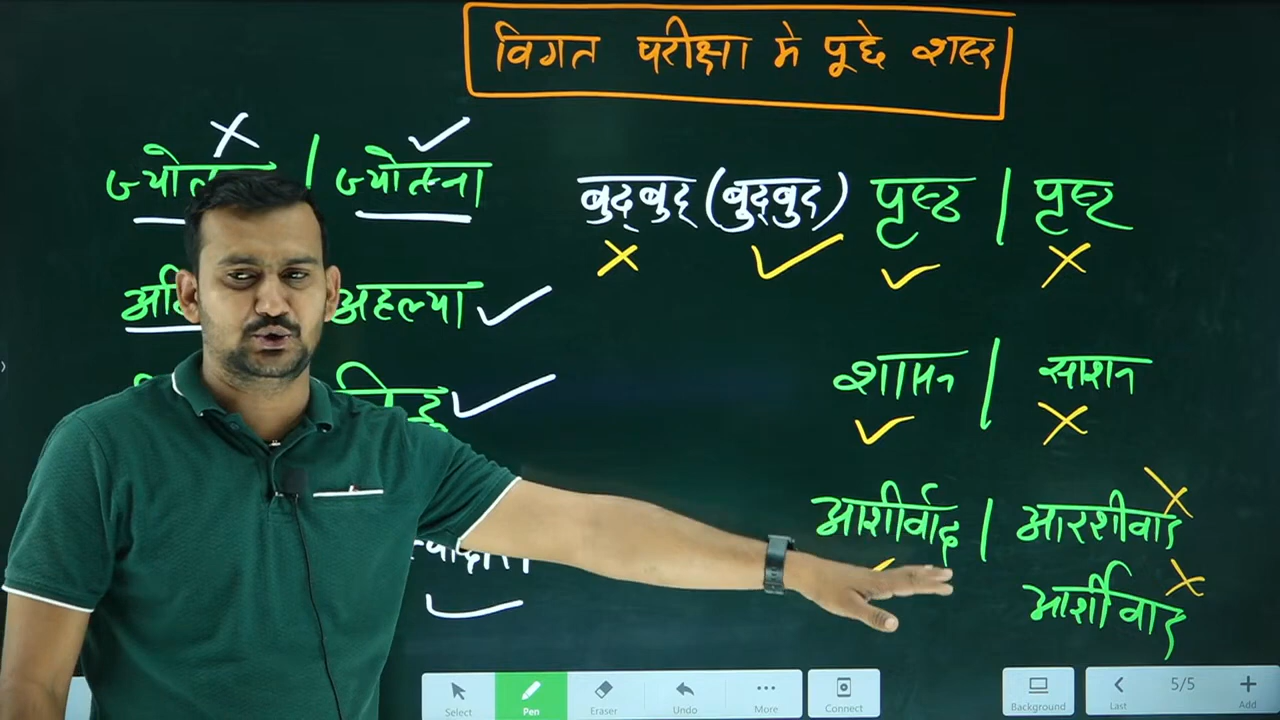 विगत परीक्षा मे पूछे शब्द
ज्योत्सना
बुद्बुद् (बुद्बुद) पृष्ठ | पृष्ट
अहल्या
शासन | साशन
आशीर्वाद | आरशीवाद
आर्शीवाद
Select Pen Eraser Undo More Connect Background Last 5/5 Add